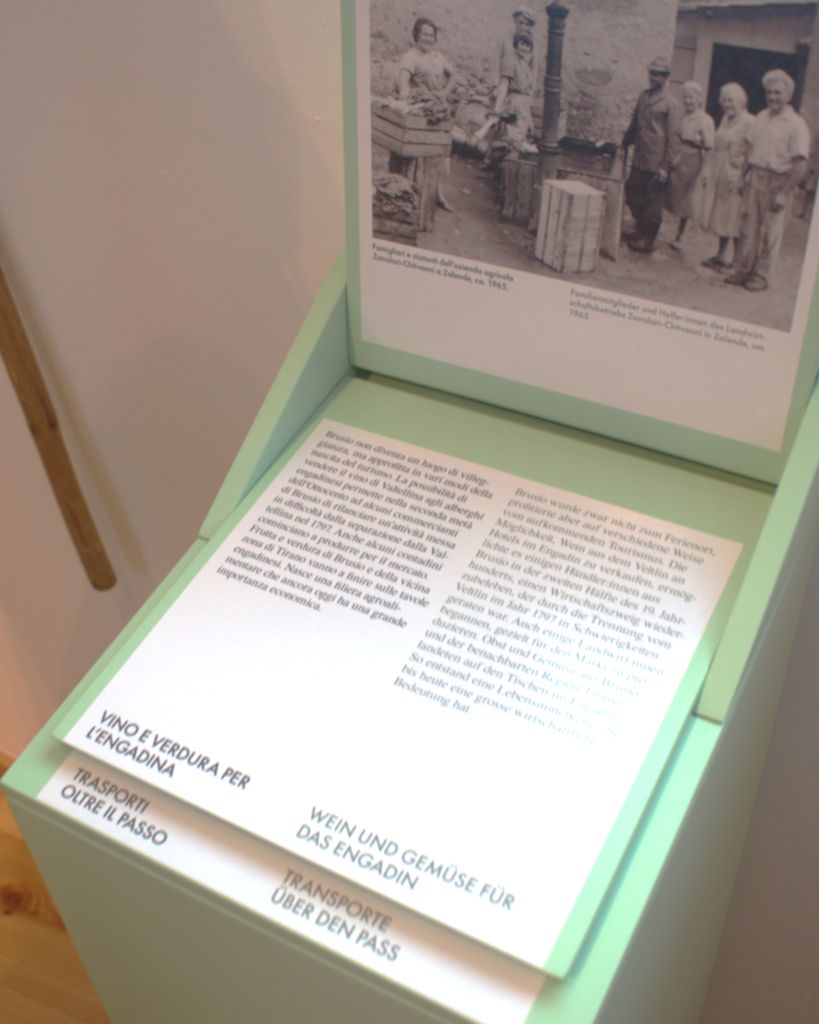 Famigliari e aiutanti dell'azienda agricola
Zanolari-Chitvanni a Zalende, ca. 1965.
Familienmitglieder und Helfer:innen des Landwirt-
schaftsbetriebs Zanolari-Chitvanni in Zalende, um
1965.
Brusio non diventa un luogo di villeg-
giatura, ma approfitta in vari modi della
nascita del turismo. La possibilità di
vendere il vino di Valtellina agli alberghi
engadinesi permette nella seconda metà
dell'Ottocento ad alcuni commercianti
di Brusio di rilanciare un'attività messa
in difficoltà dalla separazione dalla Val-
tellina nel 1797. Anche alcuni contadini
cominciano a produrre per il mercato.
Frutta e verdura di Brusio e della vicina
zona di Tirano vanno a finire sulle tavole
engadinesi. Nasce una filiera agroali-
mentare che ancora oggi ha una grande
importanza economica.
Brusio wurde zwar nicht zum Ferienort,
profitierte aber auf verschiedene Weise
vom aufkommenden Tourismus. Die
Möglichkeit, Wein aus dem Veltlin an
Hotels im Engadin zu verkaufen, ermög-
lichte es einigen Händler:innen aus
Brusio in der zweiten Hälfte des 19. Jahr-
hunderts, einen Wirtschaftszweig wieder-
zubeleben, der durch die Trennung vom
Veltlin im Jahr 1797 in Schwierigkeiten
geraten war. Auch einige Landwirt:innen
begannen, gezielt für den Markt zu pro-
duzieren. Obst und Gemüse aus Brusio
und der benachbarten Region Tirano
landeten auf den Tischen im Engadin.
So entstand eine Lebensmittelkette, die
bis heute eine grosse wirtschaftliche
Bedeutung hat.
VINO E VERDURA PER
L'ENGADINA
WEIN UND GEMÜSE FÜR
DAS ENGADIN
TRASPORTI
OLTRE IL PASSO
TRANSPORTE
ÜBER DEN PASS